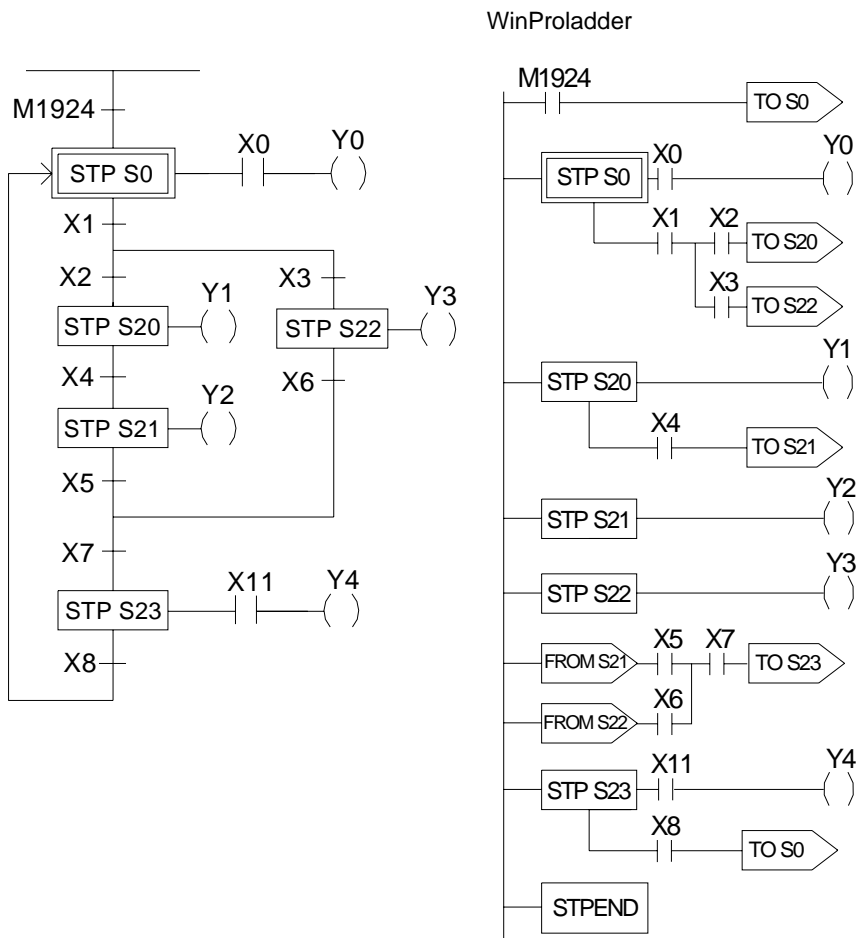 WinProladder
M1924
STP S0
X0
Y0
X1
X2
X3
STP S20
Y1
STP S22
Y3
X4
X6
STP S21
Y2
X5
X7
STP S23
X11
Y4
X8
M1924
TO S0
STP S0
X0
Y0
X1
X2
TO S20
X3
TO S22
STP S20
Y1
X4
TO S21
STP S21
Y2
STP S22
Y3
FROM S21
X5
X7
TO S23
FROM S22
X6
STP S23
X11
Y4
X8
TO S0
STPEND